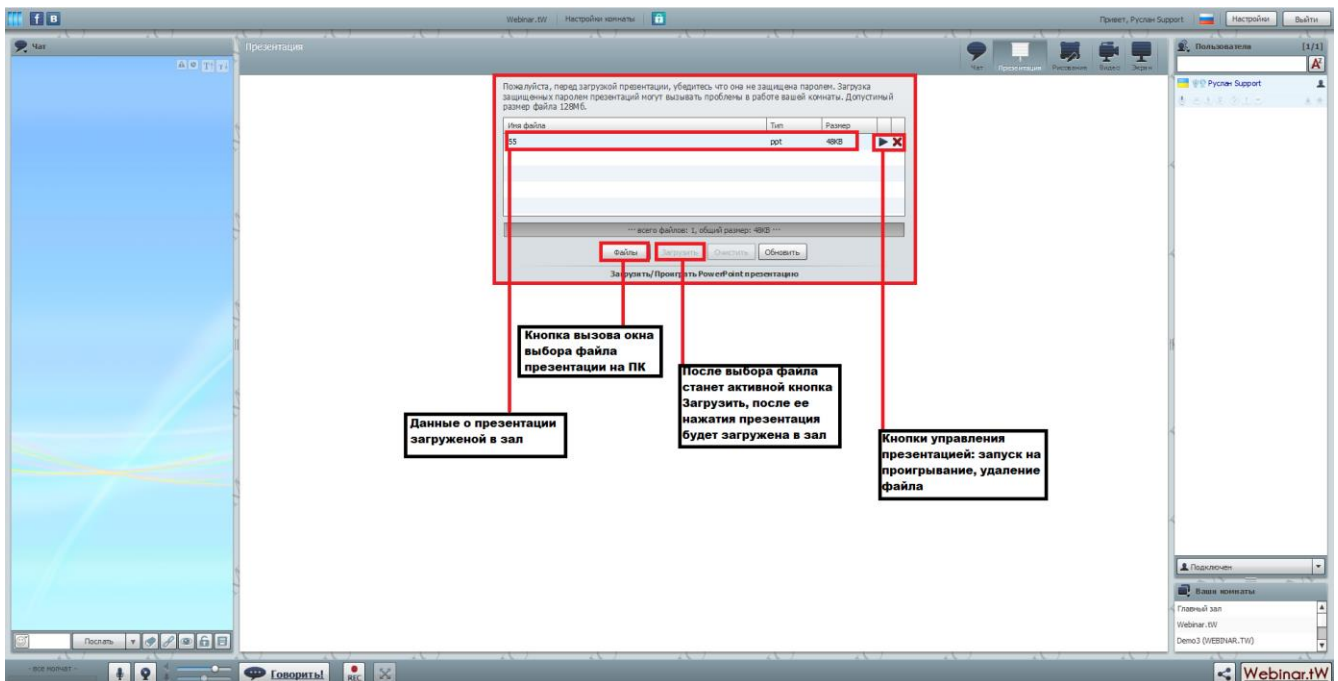 Webinar.tW
Настройки комнаты
Привет, Руслан Support
Настройки
Выйти
Чат
Презентация
Чат
Презентация
Рисование
Видео
Экран
Пользователи
[1/1]
Пожалуйста, перед загрузкой презентации, убедитесь что она не защищена паролем. Загрузка
защищенных паролем презентаций могут вызывать проблемы в работе вашей комнаты. Допустимый
размер файла 128Мб.
Имя файла Тип Размер
55 ppt 48KB
--- всего файлов: 1, общий размер: 48KB ---
Файлы Загрузить Очистить Обновить
Загрузить/Проиграть PowerPoint презентацию
Руслан Support
Кнопка вызова окна
выбора файла
презентации на ПК
После выбора файла
станет активной кнопка
Загрузить, после ее
нажатия презентация
будет загружена в зал
Данные о презентации
загруженой в зал
Кнопки управления
презентацией: запуск на
проигрывание, удаление
файла
Подключен
Ваши комнаты
Главный зал
Webinar.tW
Demo3 (WEBINAR.TW)
Послать
- все молчат -
Говорить!
REC
Webinar.tW